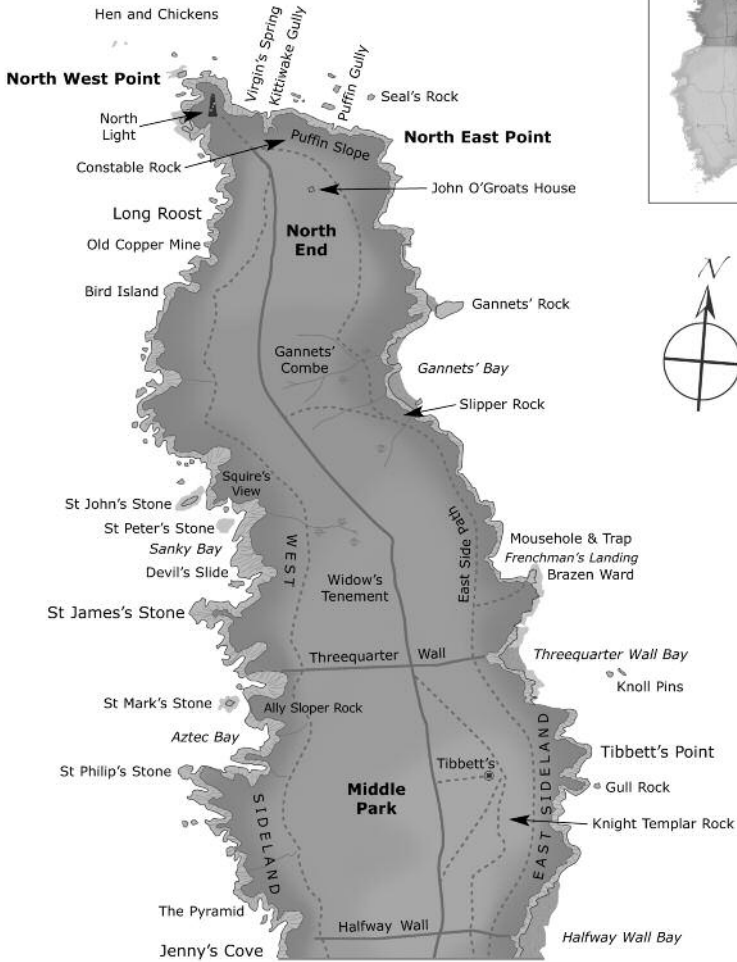 Hen and Chickens
Virgin's Spring
Kittiwake Gully
Puffin Gully
North West Point
Seal's Rock
North
Light
Puffin Slope
North East Point
Constable Rock
John O'Groats House
Long Roost
North
End
Old Copper Mine
Bird Island
Gannets' Rock
N
Gannets'
Combe
Gannets' Bay
Slipper Rock
Squire's
View
St John's Stone
St Peter's Stone
Sanky Bay
Devil's Slide
WEST
East Side Path
Mousehole & Trap
Frenchman's Landing
Brazen Ward
Widow's
Tenement
St James's Stone
Threequarter Wall
Threequarter Wall Bay
Knoll Pins
St Mark's Stone
Ally Sloper Rock
Aztec Bay
Tibbett's
Tibbett's Point
St Philip's Stone
Gull Rock
Middle
Park
SIDELAND
EAST SIDELAND
Knight Templar Rock
The Pyramid
Halfway Wall
Halfway Wall Bay
Jenny's Cove